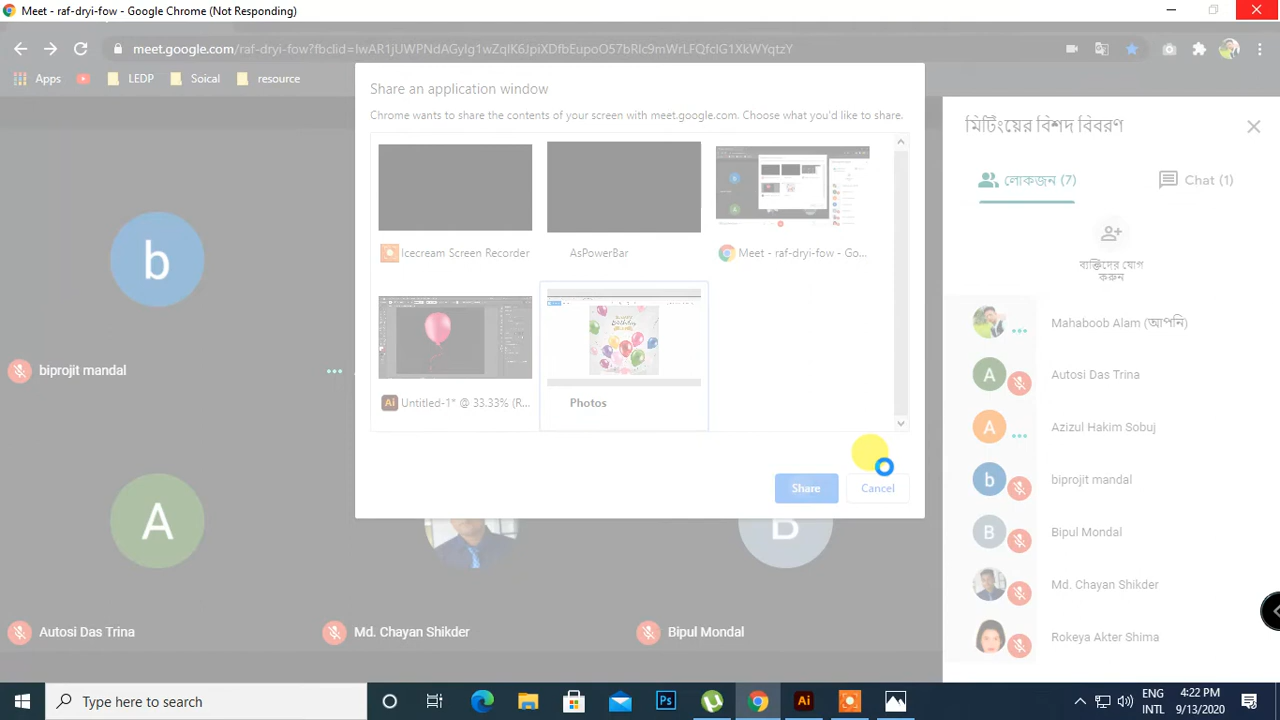 Meet - raf-dryi-fow - Google Chrome (Not Responding)
meet.google.com/raf-dryi-fow?fbclid=IwAR1jUWPNdAGyIg1wZqIK6JpiXDfbEupoO57bRIc9mWrLFQfcIG1XkWYqtzY
Apps
LEDP
Soical
resource
Share an application window
Chrome wants to share the contents of your screen with meet.google.com. Choose what you'd like to share.
Icecream Screen Recorder
AsPowerBar
Meet - raf-dryi-fow - Go...
Untitled-1* @ 33.33% (R...
Photos
Share
Cancel
b
biprojit mandal
A
Autosi Das Trina
Md. Chayan Shikder
B
Bipul Mondal
মিটিংয়ের বিশদ বিবরণ
লোকজন (7)
Chat (1)
ব্যক্তিদের যোগ
করুন
Mahaboob Alam (আপনি)
A
Autosi Das Trina
A
Azizul Hakim Sobuj
b
biprojit mandal
B
Bipul Mondal
Md. Chayan Shikder
Rokeya Akter Shima
Type here to search
Ps
Ai
ENG
INTL
4:22 PM
9/13/2020